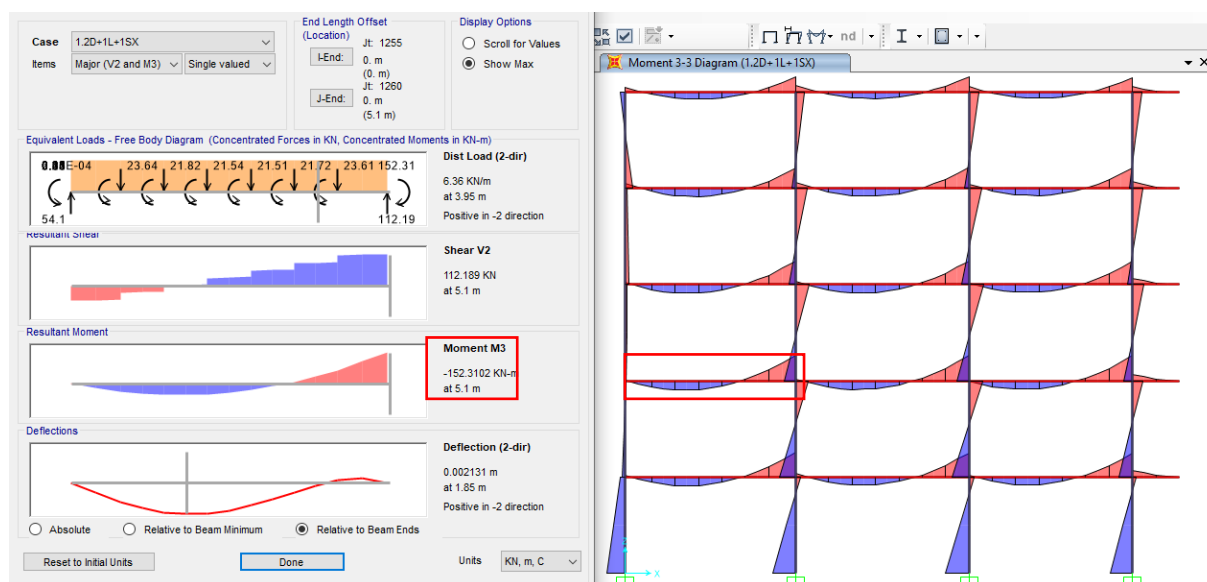 Case 1.2D+1L+1SX
Items Major (V2 and M3) Single valued
End Length Offset
(Location)
Jt: 1255
I-End: 0. m
(0. m)
Jt: 1260
J-End: 0. m
(5.1 m)
Display Options
Scroll for Values
Show Max
Equivalent Loads - Free Body Diagram (Concentrated Forces in KN, Concentrated Moments in KN-m)
E-04 23.64 21.82 21.54 21.51 21.72 23.61 152.31
54.1 112.19
Dist Load (2-dir)
6.36 KN/m
at 3.95 m
Positive in -2 direction
Resultant Shear
Shear V2
112.189 KN
at 5.1 m
Resultant Moment
Moment M3
-152.3102 KN-m
at 5.1 m
Deflections
Deflection (2-dir)
0.002131 m
at 1.85 m
Positive in -2 direction
Absolute Relative to Beam Minimum Relative to Beam Ends
Reset to Initial Units Done Units KN, m, C
nd
Moment 3-3 Diagram (1.2D+1L+1SX)
X